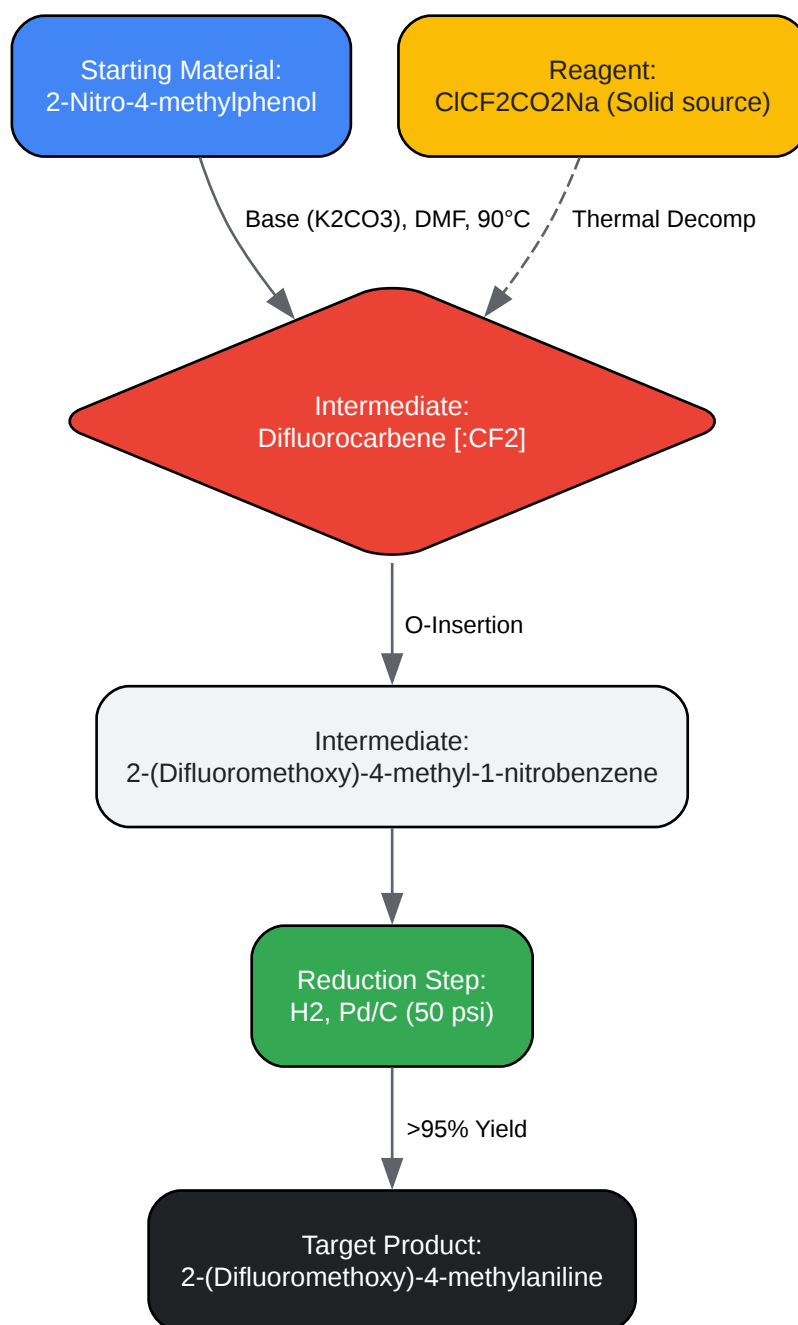 Starting Material:
2-Nitro-4-methylphenol
Reagent:
ClCF2CO2Na (Solid source)
Base (K2CO3), DMF, 90°C
Thermal Decomp
Intermediate:
Difluorocarbene [:CF2]
O-Insertion
Intermediate:
2-(Difluoromethoxy)-4-methyl-1-nitrobenzene
Reduction Step:
H2, Pd/C (50 psi)
>95% Yield
Target Product:
2-(Difluoromethoxy)-4-methylaniline